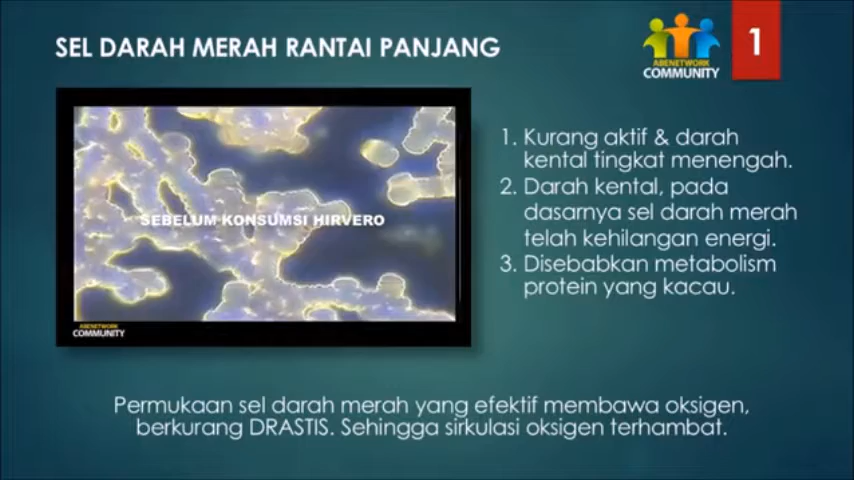 SEL DARAH MERAH RANTAI PANJANG
ABENETWORK
COMMUNITY
1
SEBELUM KONSUMSI HIRVERO
ABENETWORK
COMMUNITY
1. Kurang aktif & darah
kental tingkat menengah.
2. Darah kental, pada
dasarnya sel darah merah
telah kehilangan energi.
3. Disebabkan metabolism
protein yang kacau.
Permukaan sel darah merah yang efektif membawa oksigen,
berkurang DRASTIS. Sehingga sirkulasi oksigen terhambat.